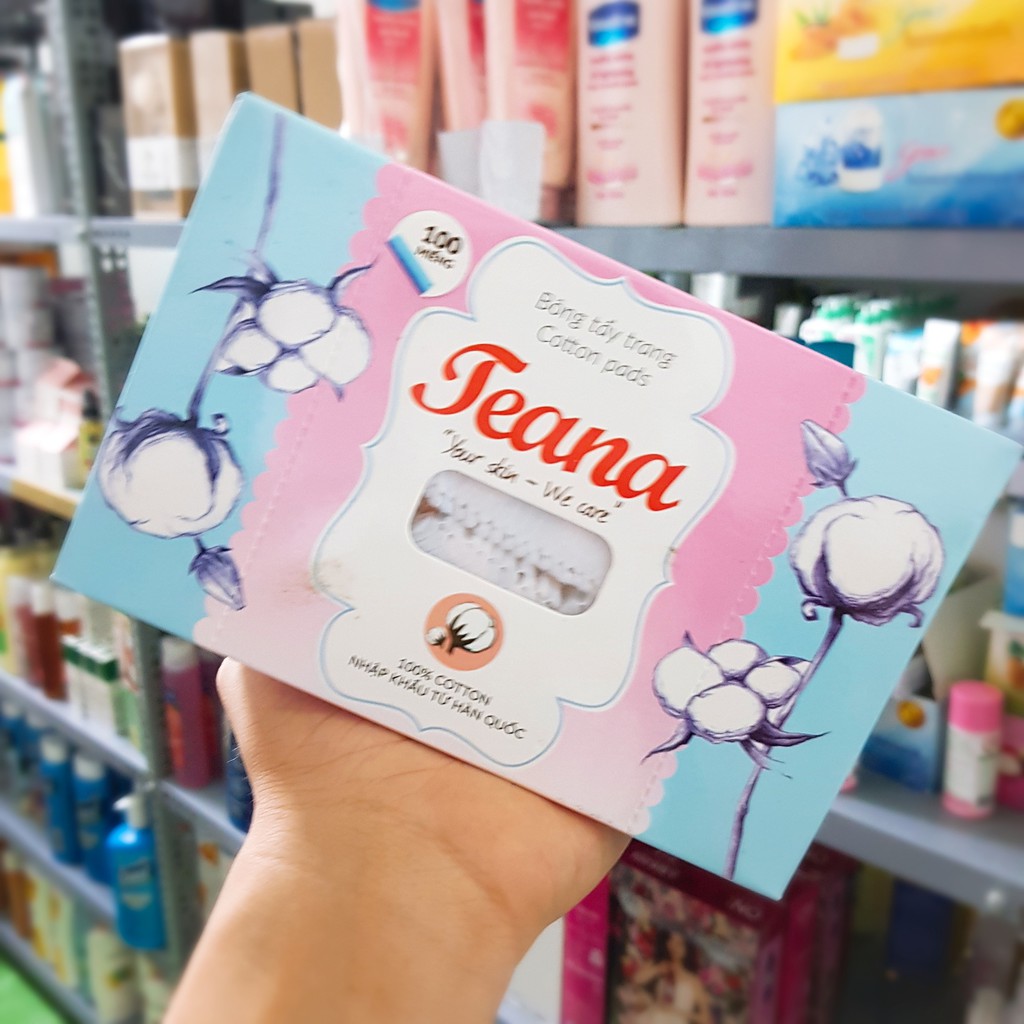 100
MIẾNG
Bông tẩy trang
Cotton pads
Teana
"Your skin - We care"
100% COTTON
NHẬP KHẨU TỪ HÀN QUỐC